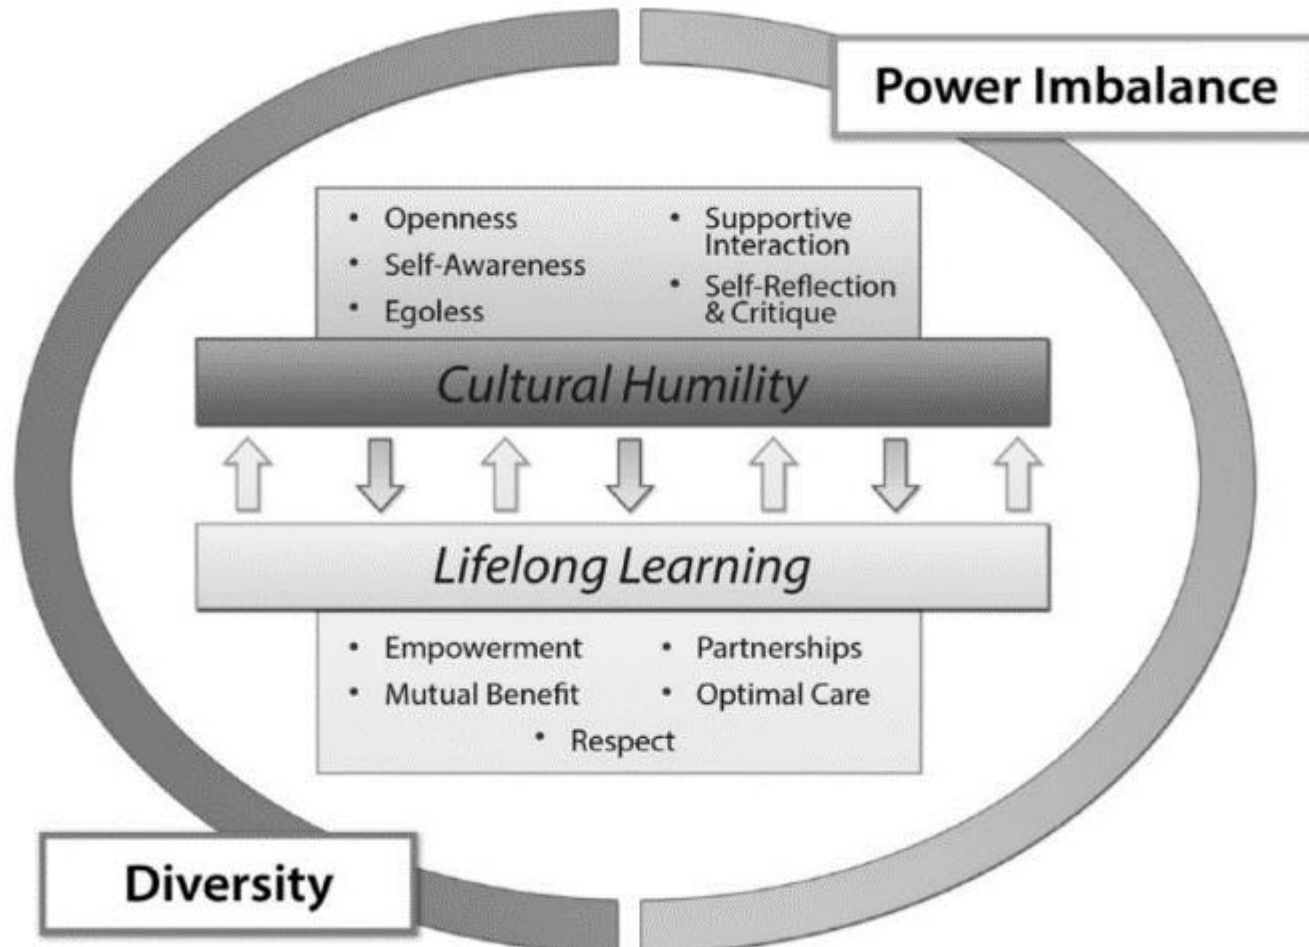 Power Imbalance
• Openness
• Self-Awareness
• Egoless
• Supportive
Interaction
• Self-Reflection
& Critique
Cultural Humility
Lifelong Learning
• Empowerment
• Mutual Benefit
• Partnerships
• Optimal Care
• Respect
Diversity